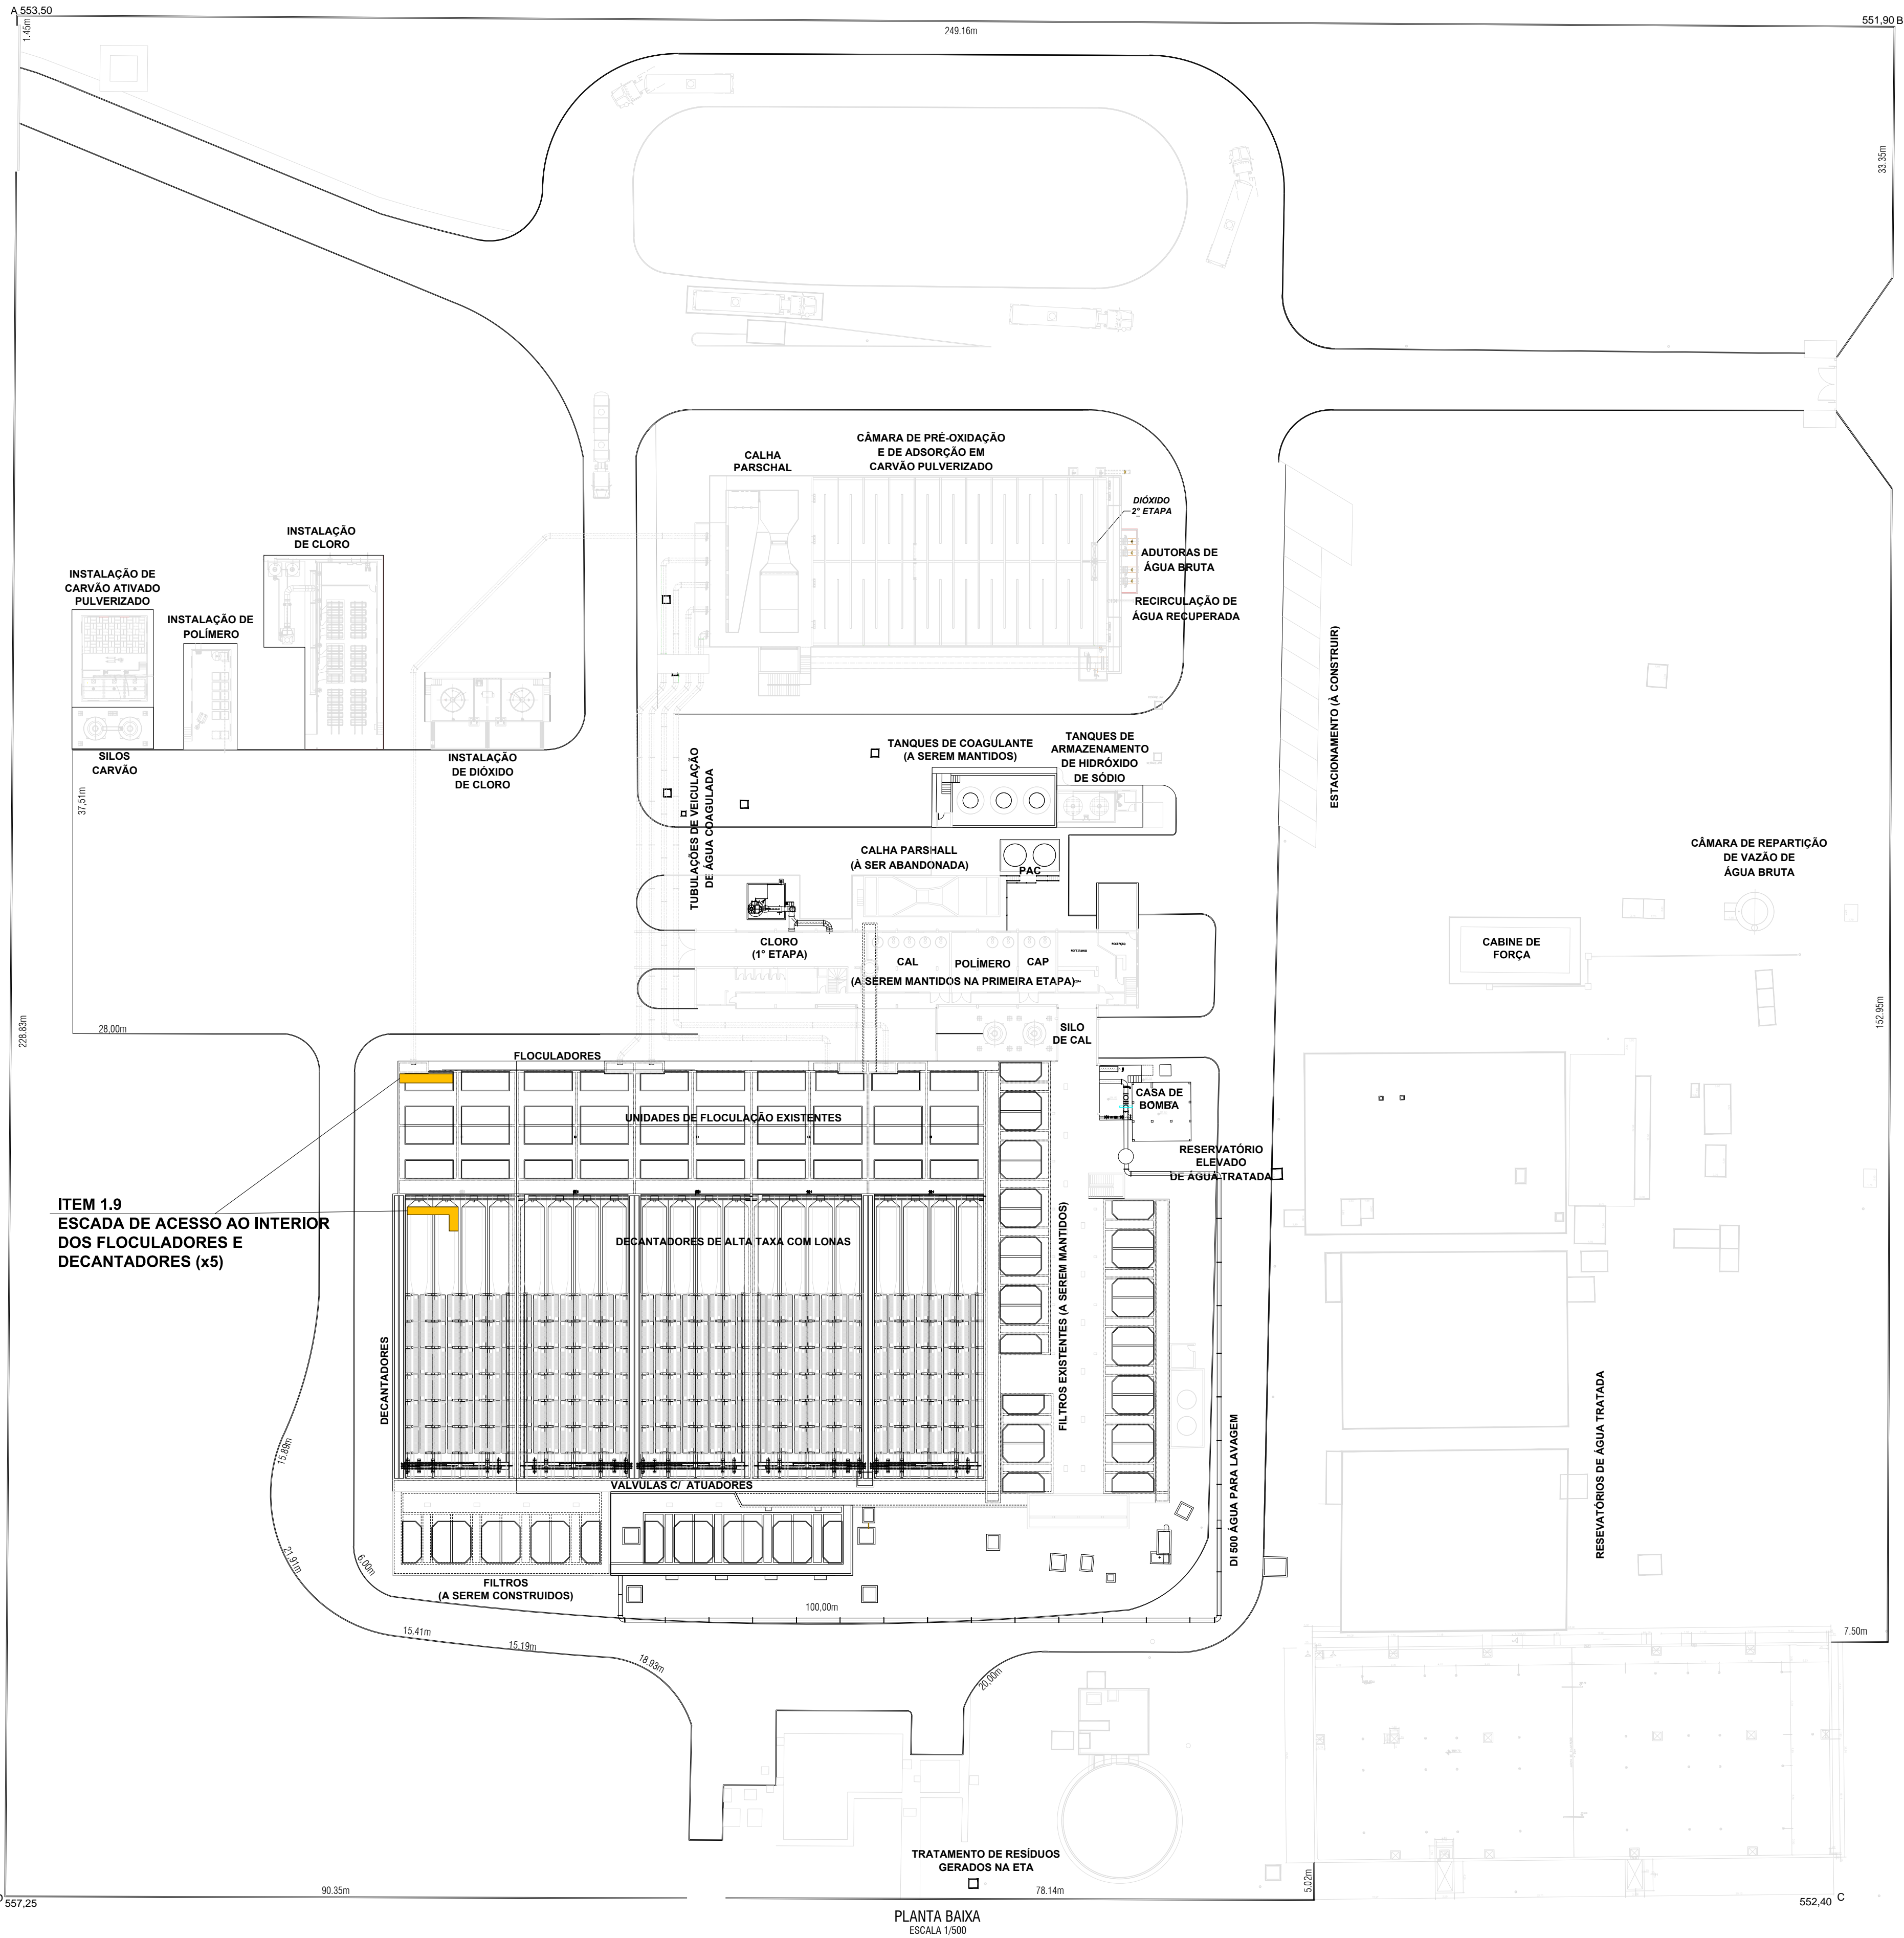 A 553,50
551,90 B
1.45m
249.16m
33.35m
CÂMARA DE PRÉ-OXIDAÇÃO
E DE ADSORÇÃO EM
CARVÃO PULVERIZADO
CALHA
PARSCHAL
DIÓXIDO
2° ETAPA
ADUTORAS DE
ÁGUA BRUTA
RECIRCULAÇÃO DE
ÁGUA RECUPERADA
INSTALAÇÃO
DE CLORO
INSTALAÇÃO DE
CARVÃO ATIVADO
PULVERIZADO
INSTALAÇÃO DE
POLÍMERO
SILOS
CARVÃO
INSTALAÇÃO
DE DIÓXIDO
DE CLORO
37,51m
ESTACIONAMENTO (À CONSTRUIR)
TUBULAÇÕES DE VEICULAÇÃO
DE ÁGUA COAGULADA
TANQUES DE COAGULANTE
(A SEREM MANTIDOS)
TANQUES DE
ARMAZENAMENTO
DE HIDRÓXIDO
DE SÓDIO
CALHA PARSHALL
(À SER ABANDONADA)
PAC
CÂMARA DE REPARTIÇÃO
DE VAZÃO DE
ÁGUA BRUTA
CLORO
(1° ETAPA)
CAL
POLÍMERO
CAP
(A SEREM MANTIDOS NA PRIMEIRA ETAPA)
CABINE DE
FORÇA
228.83m
28,00m
152.95m
SILO
DE CAL
FLOCULADORES
UNIDADES DE FLOCULAÇÃO EXISTENTES
CASA DE
BOMBA
RESERVATÓRIO
ELEVADO
DE ÁGUA TRATADA
ITEM 1.9
ESCADA DE ACESSO AO INTERIOR
DOS FLOCULADORES E
DECANTADORES (x5)
DECANTADORES DE ALTA TAXA COM LONAS
DECANTADORES
FILTROS EXISTENTES (A SEREM MANTIDOS)
DI 500 ÁGUA PARA LAVAGEM
RESEVATÓRIOS DE ÁGUA TRATADA
15,89m
VALVULAS C/ ATUADORES
21,91m
6,00m
FILTROS
(A SEREM CONSTRUIDOS)
100,00m
15,41m
15,19m
18,93m
20,00m
7.50m
TRATAMENTO DE RESÍDUOS
GERADOS NA ETA
5.02m
90.35m
78.14m
557,25
552,40 C
PLANTA BAIXA
ESCALA 1/500